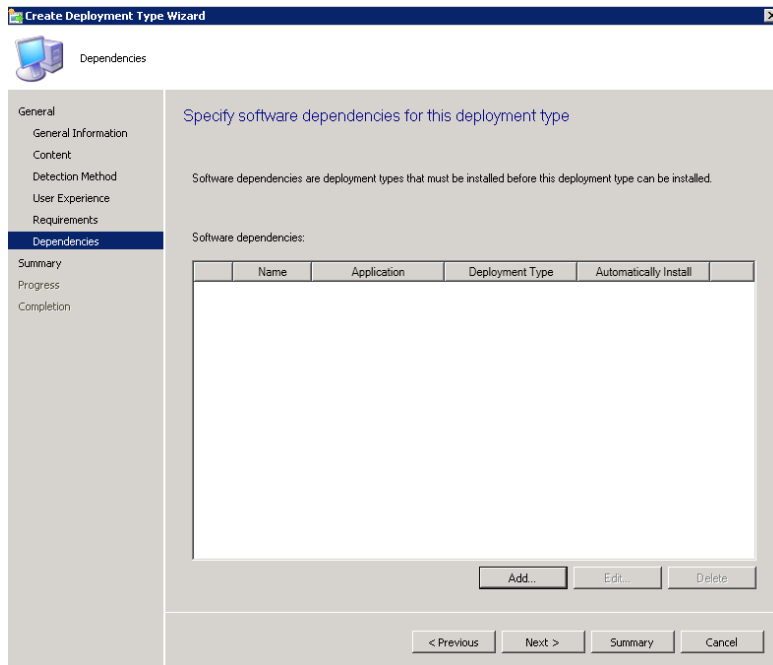 Create Deployment Type Wizard
Dependencies
General
General Information
Content
Detection Method
User Experience
Requirements
Dependencies
Summary
Progress
Completion
Specify software dependencies for this deployment type
Software dependencies are deployment types that must be installed before this deployment type can be installed.
Software dependencies:
Name Application Deployment Type Automatically Install
Add... Edit... Delete
< Previous Next > Summary Cancel